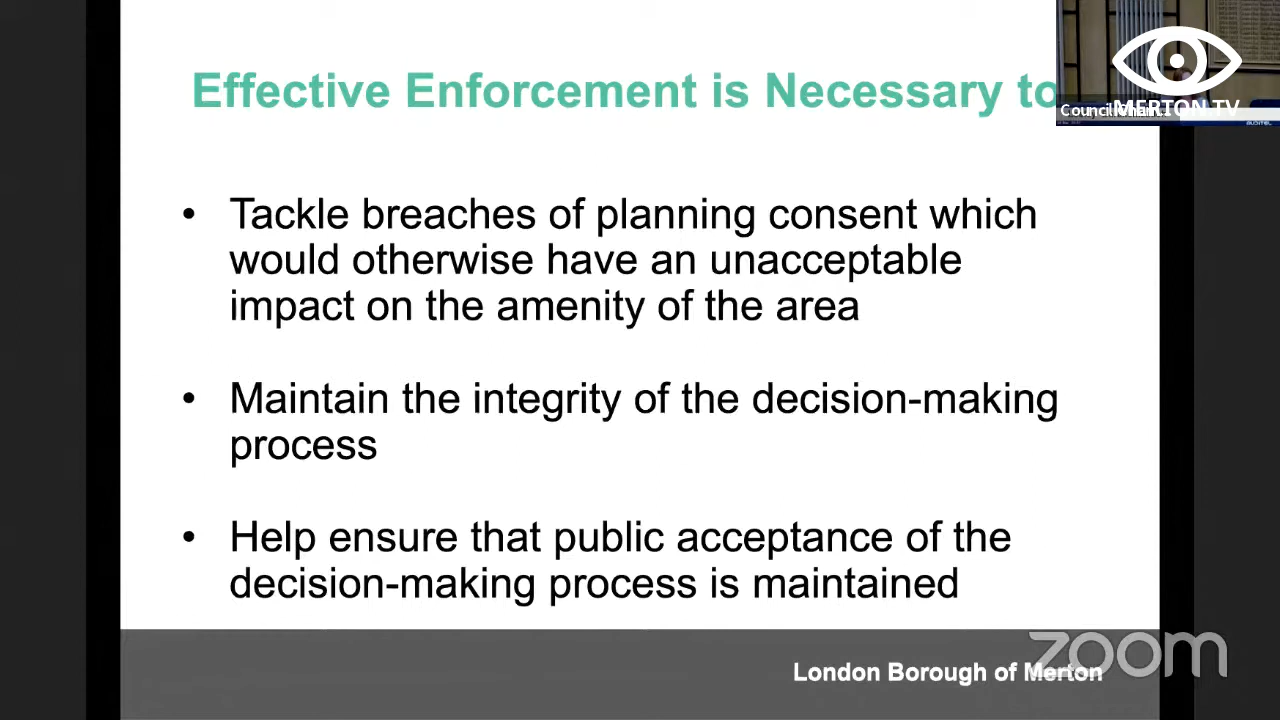 Effective Enforcement is Necessary to
MERTON TV
• Tackle breaches of planning consent which
would otherwise have an unacceptable
impact on the amenity of the area
• Maintain the integrity of the decision-making
process
• Help ensure that public acceptance of the
decision-making process is maintained
London Borough of Merton
zoom